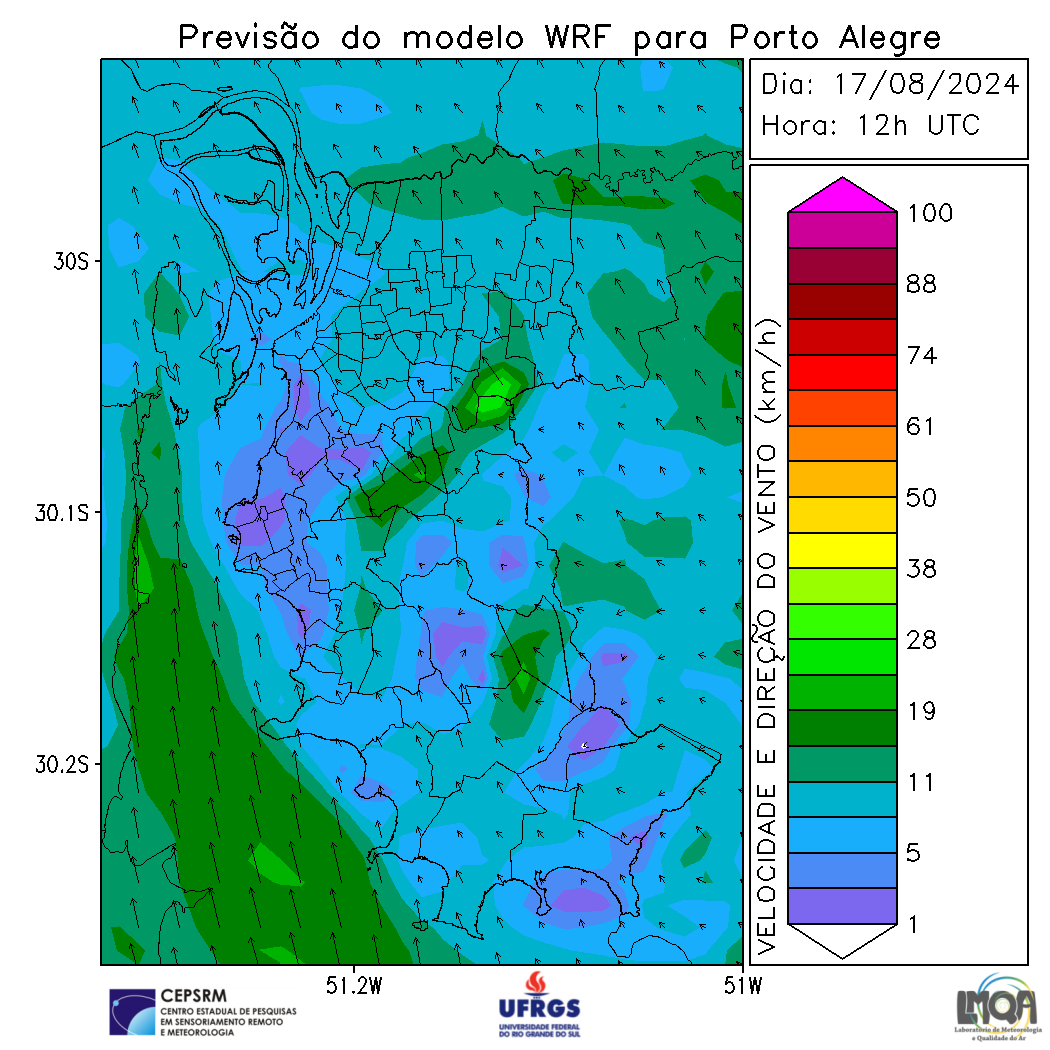 Previsão do modelo WRF para Porto Alegre
Dia: 17/08/2024
Hora: 12h UTC
30S
30.1S
30.2S
51.2W
51W
VELOCIDADE E DIREÇÃO DO VENTO (km/h)
100
88
74
61
50
38
28
19
11
5
1
CEPSRM
CENTRO ESTADUAL DE PESQUISAS
EM SENSORIAMENTO REMOTO
E METEOROLOGIA
UFRGS
UNIVERSIDADE FEDERAL
DO RIO GRANDE DO SUL
LMQA
Laboratório de Meteorologia
e Qualidade do Ar